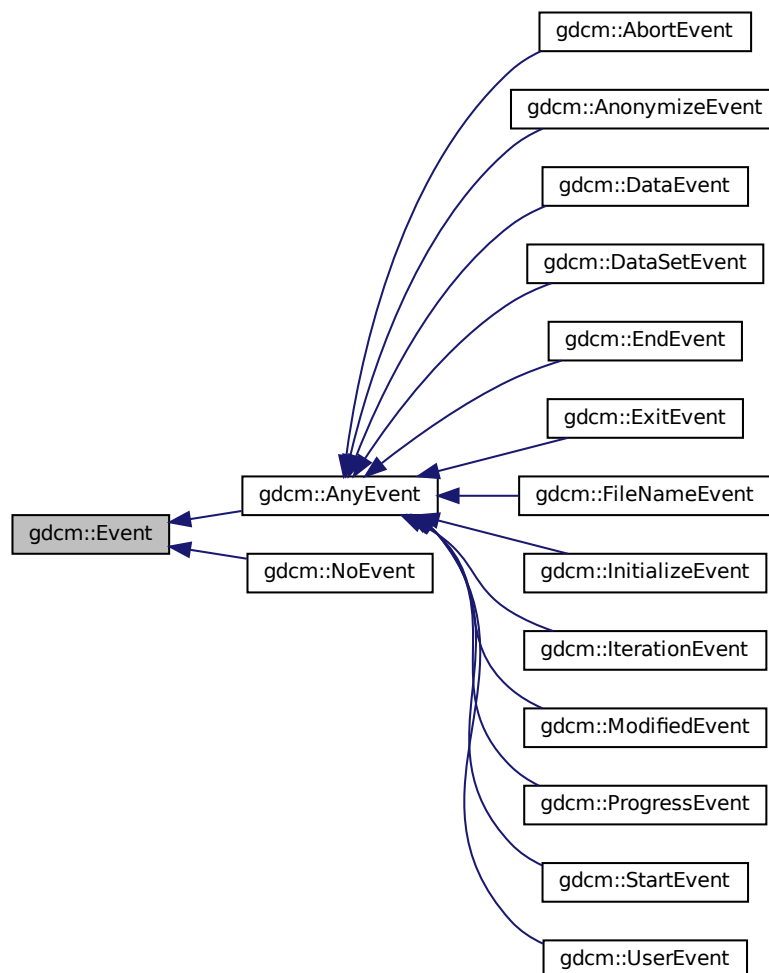 gdcm::AbortEvent
gdcm::AnonymizeEvent
gdcm::DataEvent
gdcm::DataSetEvent
gdcm::EndEvent
gdcm::ExitEvent
gdcm::AnyEvent
gdcm::FileNameEvent
gdcm::Event
gdcm::NoEvent
gdcm::InitializeEvent
gdcm::IterationEvent
gdcm::ModifiedEvent
gdcm::ProgressEvent
gdcm::StartEvent
gdcm::UserEvent